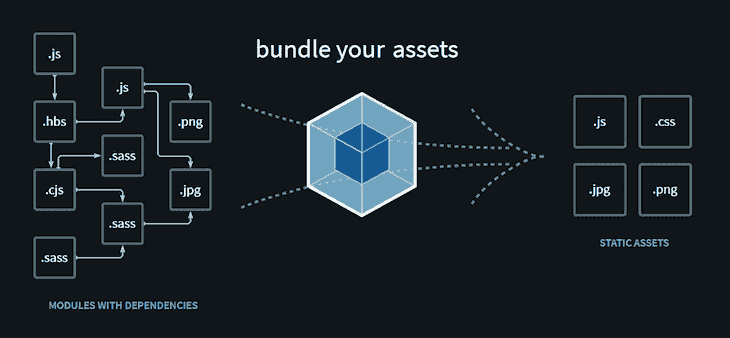 bundle your assets
.js
.js
.hbs
.png
.sass
.cjs
.jpg
.sass
.sass
MODULES WITH DEPENDENCIES
.js
.css
.jpg
.png
STATIC ASSETS